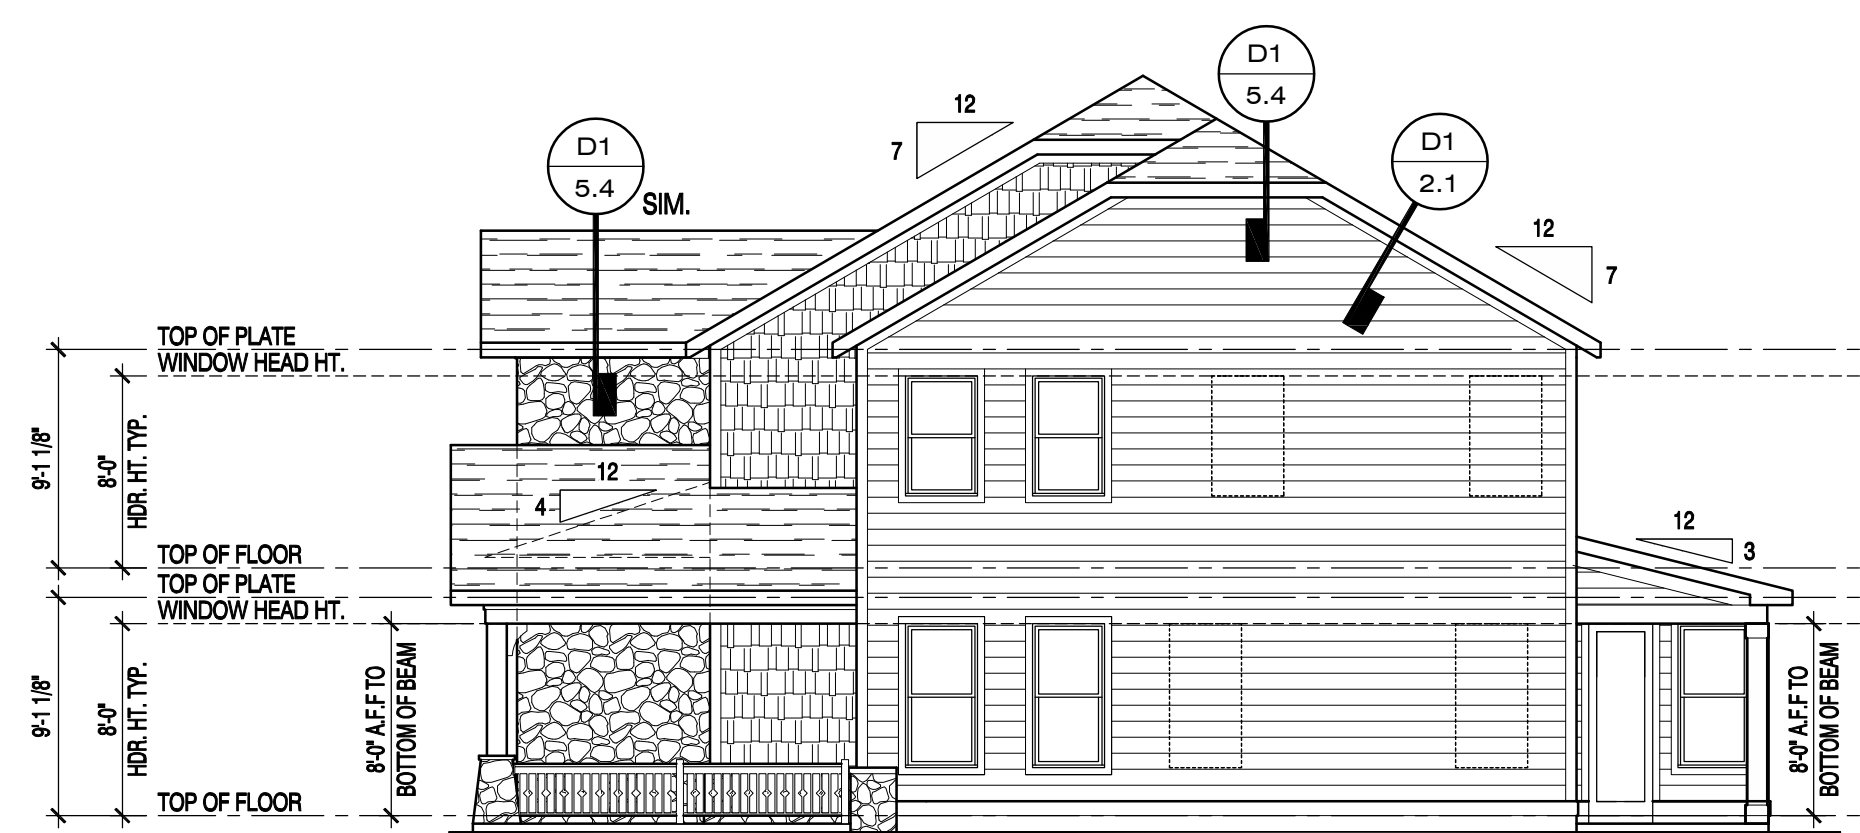 D1
5.4
12
7
D1
2.1
D1
5.4
SIM.
12
7
TOP OF PLATE
WINDOW HEAD HT.
9'-1 1/8"
8'-0"
HDR. HT. TYP.
12
4
TOP OF FLOOR
TOP OF PLATE
WINDOW HEAD HT.
12
3
9'-1 1/8"
8'-0"
HDR. HT. TYP.
8'-0" A.F.F TO
BOTTOM OF BEAM
8'-0" A.F.F TO
BOTTOM OF BEAM
TOP OF FLOOR